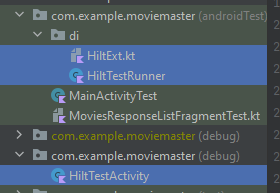 com.example.moviemaster (androidTest)
di
HiltExt.kt
HiltTestRunner
MainActivityTest
MoviesResponseListFragmentTest.kt
com.example.moviemaster (debug)
com.example.moviemaster (debug)
HiltTestActivity